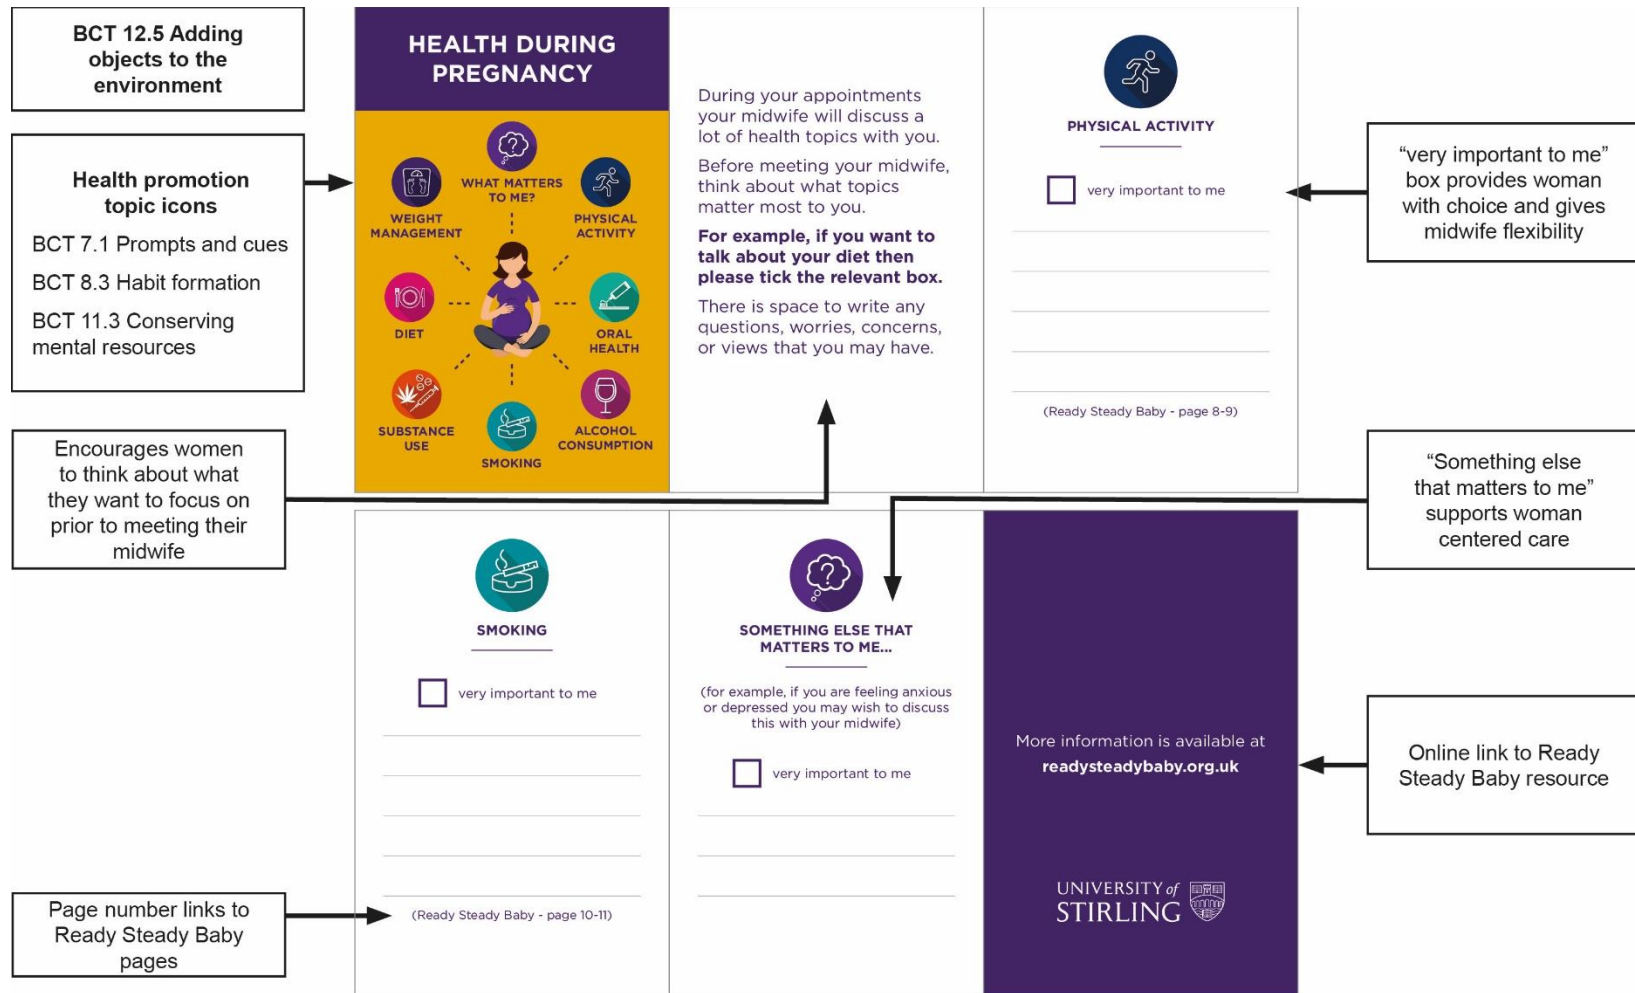 BCT 12.5 Adding
objects to the
environment
Health promotion
topic icons
BCT 7.1 Prompts and cues
BCT 8.3 Habit formation
BCT 11.3 Conserving
mental resources
Encourages women
to think about what
they want to focus on
prior to meeting their
midwife
Page number links to
Ready Steady Baby
pages
HEALTH DURING
PREGNANCY
WHAT MATTERS
TO ME?
WEIGHT
MANAGEMENT
PHYSICAL
ACTIVITY
DIET
ORAL
HEALTH
SUBSTANCE
USE
SMOKING
ALCOHOL
CONSUMPTION
During your appointments
your midwife will discuss a
lot of health topics with you.
Before meeting your midwife,
think about what topics
matter most to you.
For example, if you want to
talk about your diet then
please tick the relevant box.
There is space to write any
questions, worries, concerns,
or views that you may have.
PHYSICAL ACTIVITY
very important to me
(Ready Steady Baby - page 8-9)
SMOKING
very important to me
(Ready Steady Baby - page 10-11)
SOMETHING ELSE THAT
MATTERS TO ME...
(for example, if you are feeling anxious
or depressed you may wish to discuss
this with your midwife)
very important to me
More information is available at
readysteadybaby.org.uk
UNIVERSITY of
STIRLING
“very important to me”
box provides woman
with choice and gives
midwife flexibility
“Something else
that matters to me”
supports woman
centered care
Online link to Ready
Steady Baby resource